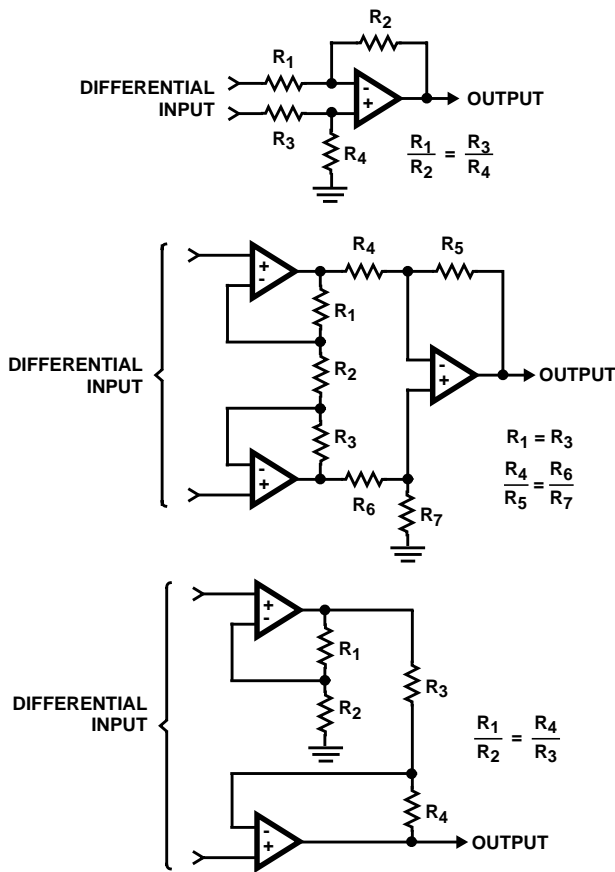 R2
R1
DIFFERENTIAL
INPUT
-
+
OUTPUT
R3
R4
R1/R2 = R3/R4
R4
R5
+
-
R1
DIFFERENTIAL
INPUT
R2
-
+
OUTPUT
R3
R1 = R3
-
+
R6
R7
R4/R5 = R6/R7
+
-
R1
R3
DIFFERENTIAL
INPUT
R2
R1/R2 = R4/R3
R4
-
+
OUTPUT